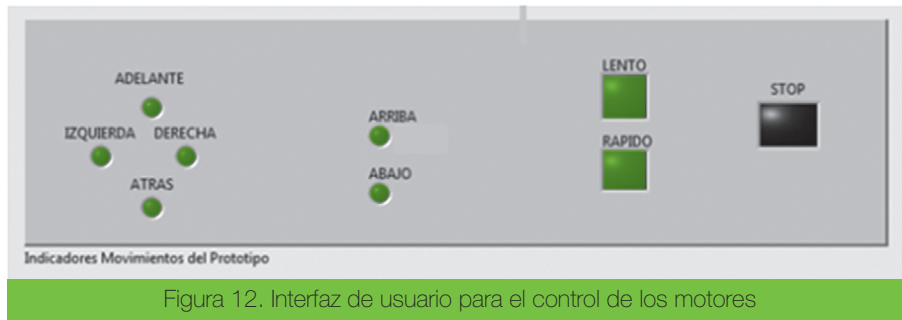 ADELANTE
IZQUIERDA DERECHA
ATRAS
ARRIBA
ABAJO
LENTO
RAPIDO
STOP
Indicadores Movimientos del Prototipo
Figura 12. Interfaz de usuario para el control de los motores